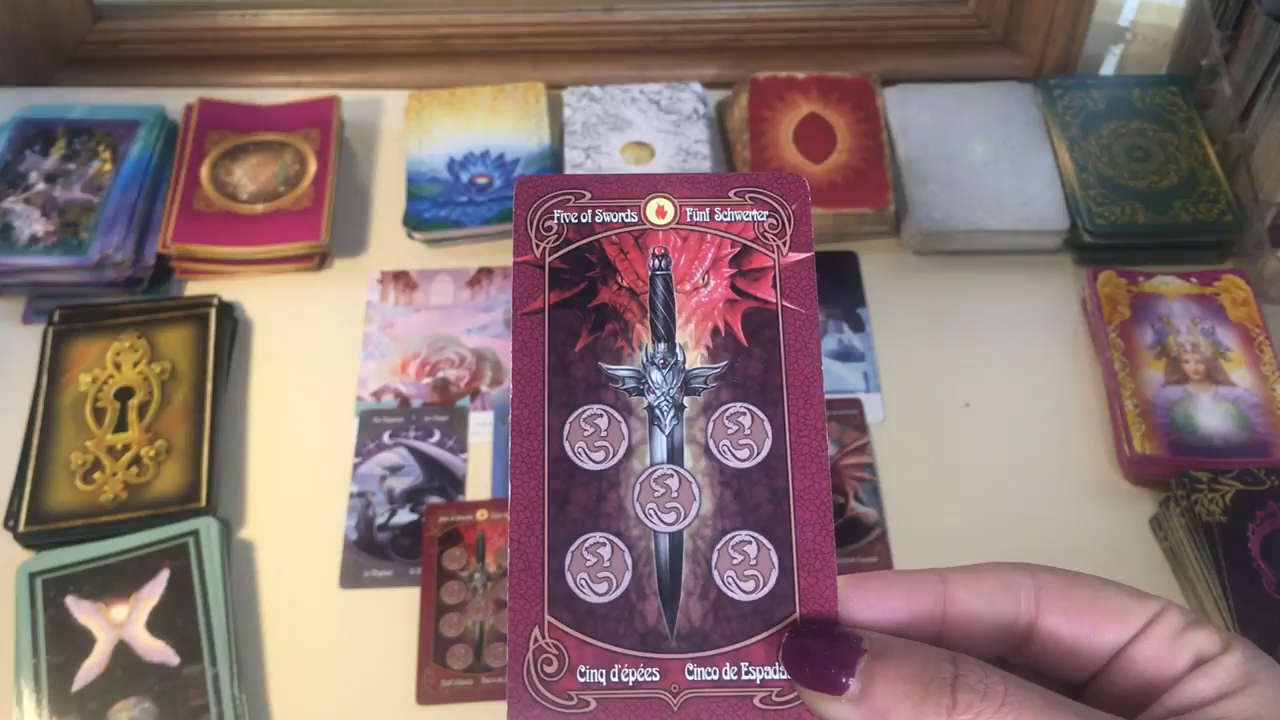 Five of Swords Fünf Schwerter
Cinq d'épées Cinco de Espadas